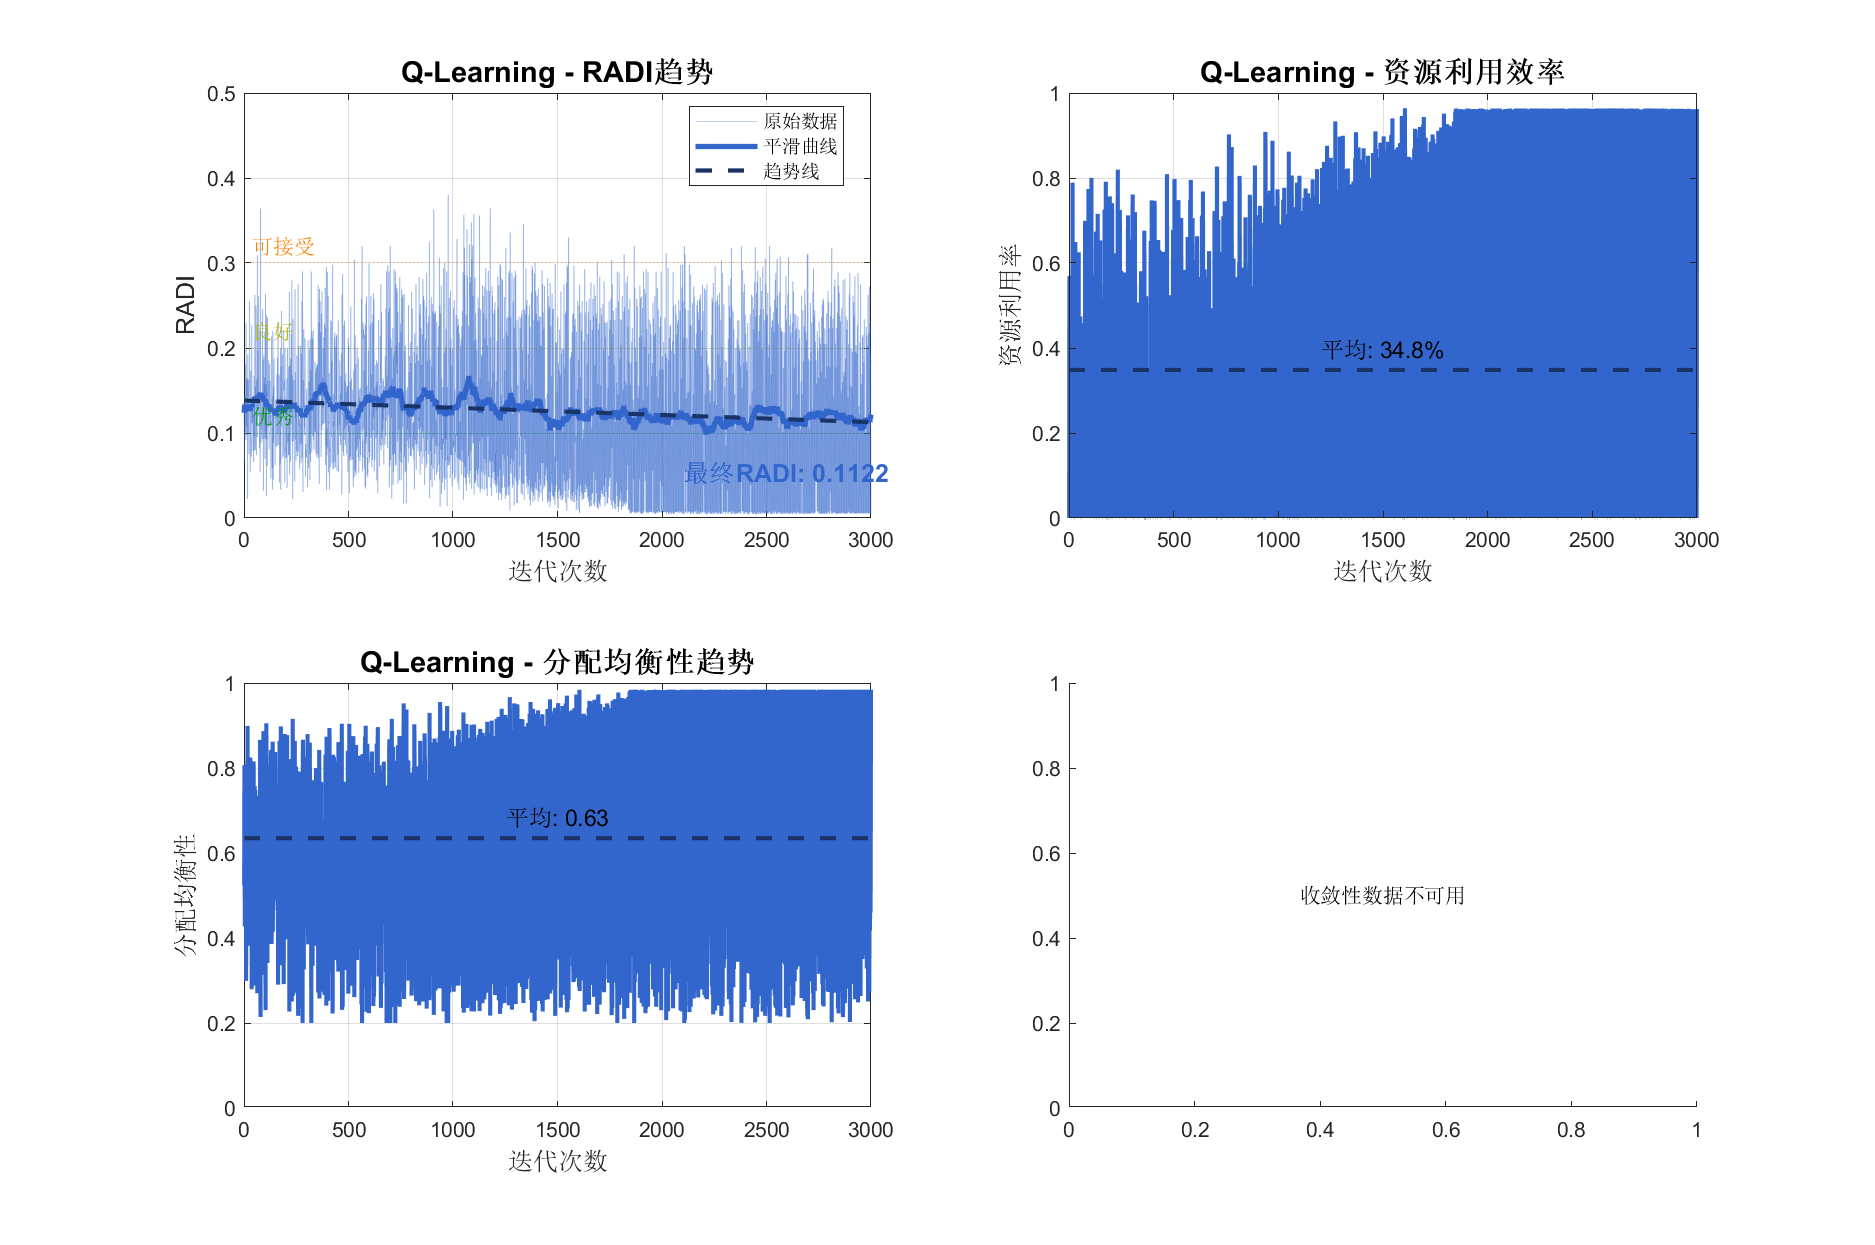 Q-Learning - RADI趋势
0.5
0.4
0.3
0.2
0.1
0
RADI
原始数据
平滑曲线
趋势线
可接受
良好
优秀
最终RADI: 0.1122
0 500 1000 1500 2000 2500 3000
迭代次数
Q-Learning - 资源利用效率
1
0.8
0.6
0.4
0.2
0
资源利用率
平均: 34.8%
0 500 1000 1500 2000 2500 3000
迭代次数
Q-Learning - 分配均衡性趋势
1
0.8
0.6
0.4
0.2
0
分配均衡性
平均: 0.63
0 500 1000 1500 2000 2500 3000
迭代次数
1
0.8
0.6
0.4
0.2
0
收敛性数据不可用
0 0.2 0.4 0.6 0.8 1